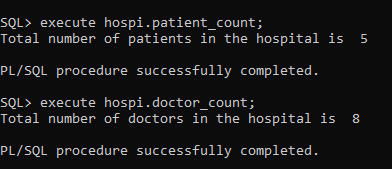 SQL> execute hospi.patient_count;
Total number of patients in the hospital is  5
PL/SQL procedure successfully completed.
SQL> execute hospi.doctor_count;
Total number of doctors in the hospital is  8
PL/SQL procedure successfully completed.